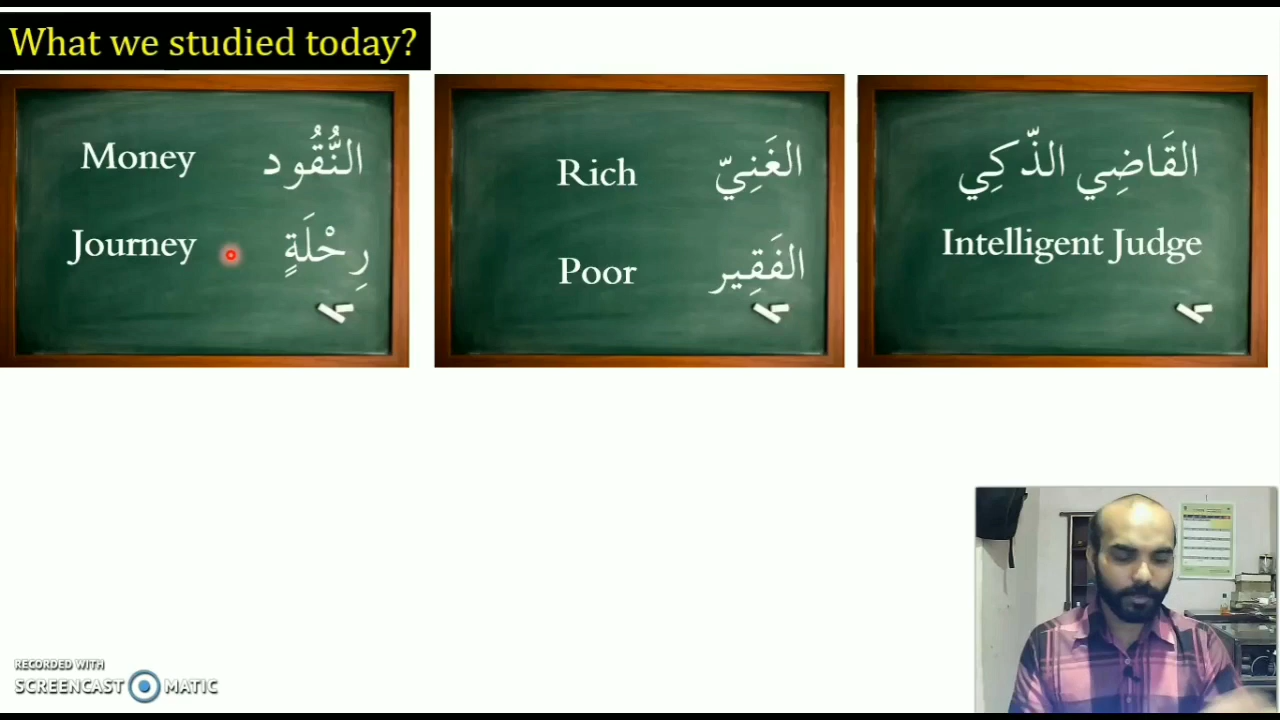 What we studied today?
Money النُّقُود
Journey رِحْلَةٍ
Rich الغَنِيّ
Poor الفَقِير
القَاضِي الذّكِي
Intelligent Judge
RECORDED WITH
SCREENCAST MATIC